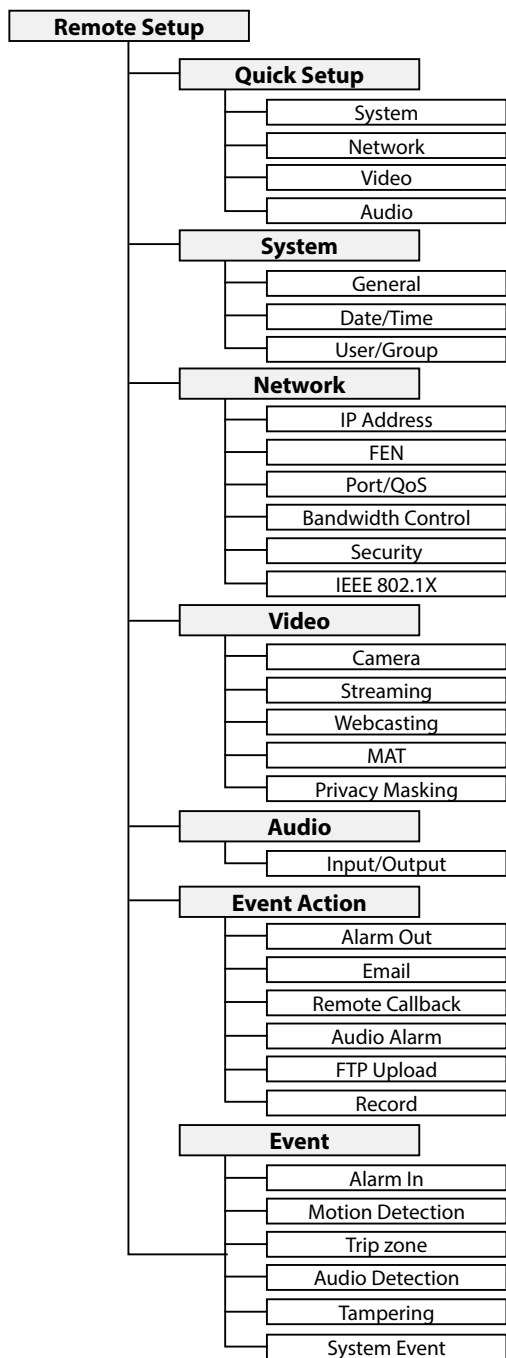 Remote Setup
Quick Setup
System
Network
Video
Audio
System
General
Date/Time
User/Group
Network
IP Address
FEN
Port/QoS
Bandwidth Control
Security
IEEE 802.1X
Video
Camera
Streaming
Webcasting
MAT
Privacy Masking
Audio
Input/Output
Event Action
Alarm Out
Email
Remote Callback
Audio Alarm
FTP Upload
Record
Event
Alarm In
Motion Detection
Trip zone
Audio Detection
Tampering
System Event